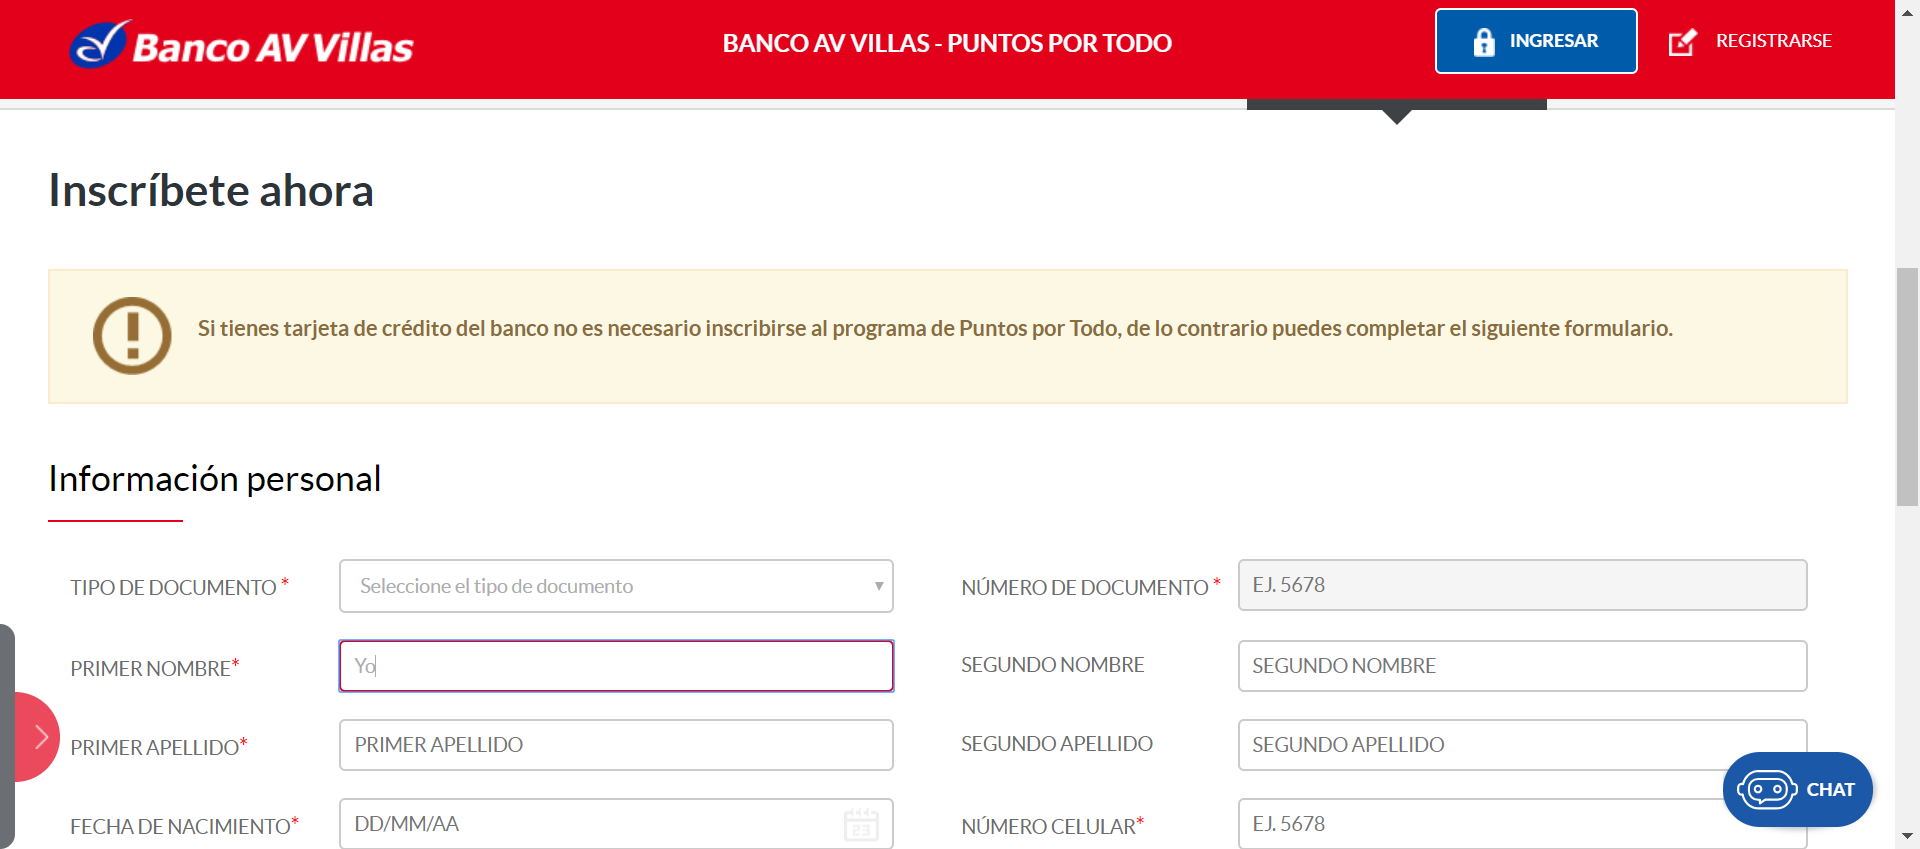 Banco AV Villas
BANCO AV VILLAS - PUNTOS POR TODO
INGRESAR
REGISTRARSE
Inscríbete ahora
Si tienes tarjeta de crédito del banco no es necesario inscribirse al programa de Puntos por Todo, de lo contrario puedes completar el siguiente formulario.
Información personal
TIPO DE DOCUMENTO *
Seleccione el tipo de documento
NÚMERO DE DOCUMENTO *
EJ. 5678
PRIMER NOMBRE*
Yo
SEGUNDO NOMBRE
SEGUNDO NOMBRE
PRIMER APELLIDO*
PRIMER APELLIDO
SEGUNDO APELLIDO
SEGUNDO APELLIDO
FECHA DE NACIMIENTO*
DD/MM/AA
23
NÚMERO CELULAR*
EJ. 5678
CHAT